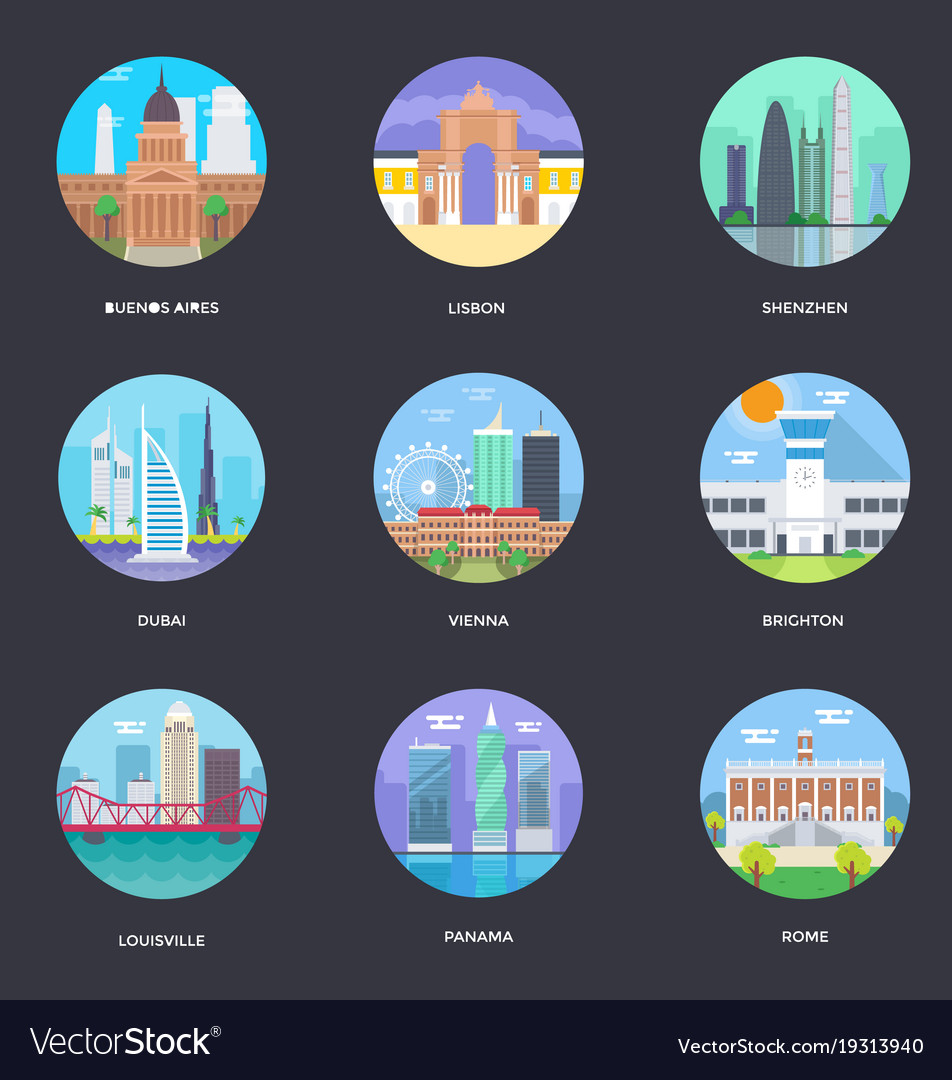 BUENOS AIRES
LISBON
SHENZHEN
DUBAI
VIENNA
BRIGHTON
LOUISVILLE
PANAMA
ROME
VectorStock®
VectorStock.com/19313940